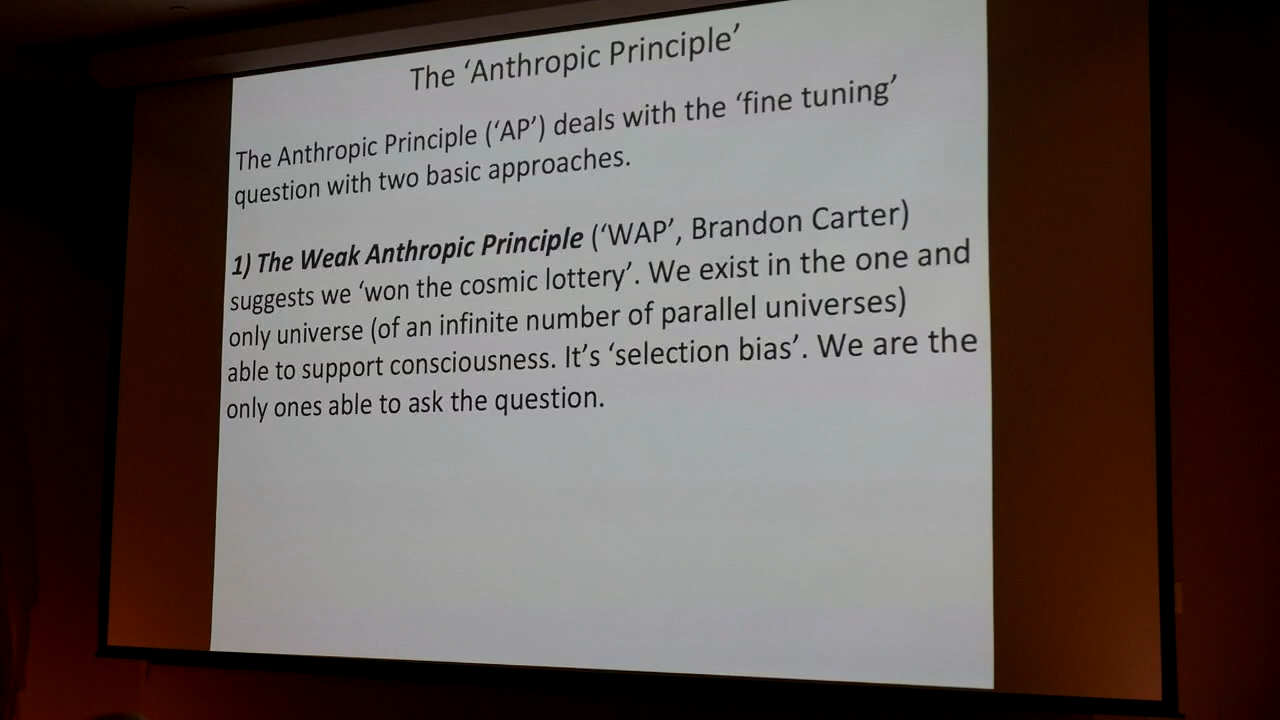 The ‘Anthropic Principle’
The Anthropic Principle (‘AP’) deals with the ‘fine tuning’
question with two basic approaches.
1) The Weak Anthropic Principle (‘WAP’, Brandon Carter)
suggests we ‘won the cosmic lottery’. We exist in the one and
only universe (of an infinite number of parallel universes)
able to support consciousness. It’s ‘selection bias’. We are the
only ones able to ask the question.